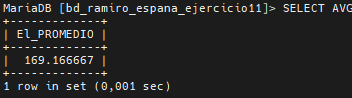 MariaDB [bd_ramiro_espana_ejercicio11]> SELECT AVG
+-------------+
| El_PROMEDIO |
+-------------+
| 169.166667 |
+-------------+
1 row in set (0,001 sec)